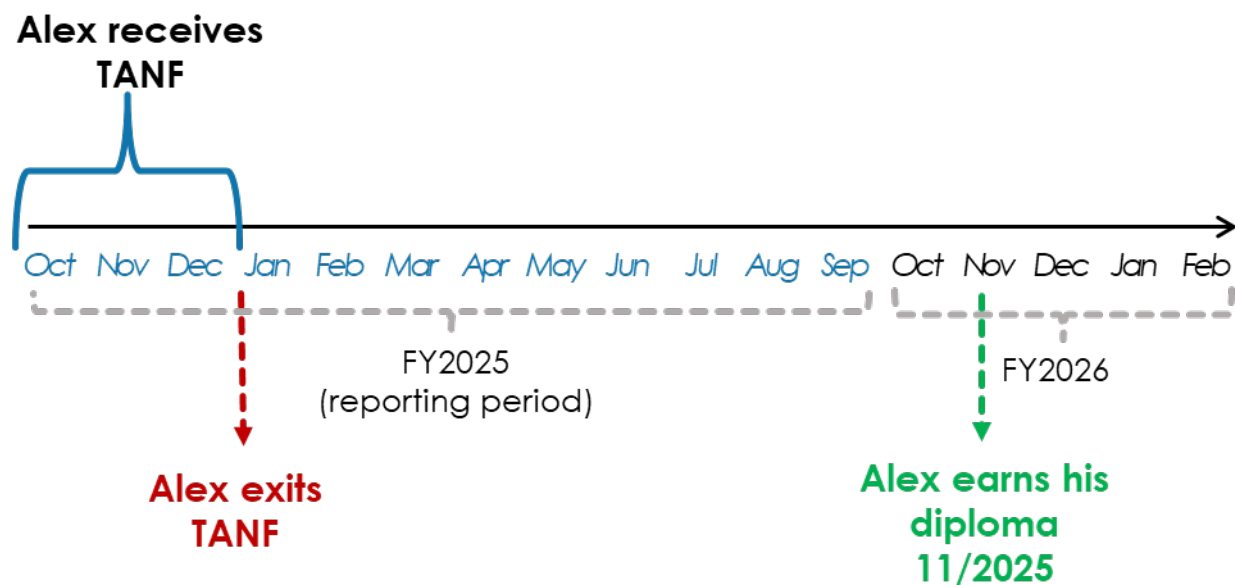 Alex receives
TANF
Oct Nov Dec Jan Feb Mar Apr May Jun Jul Aug Sep Oct Nov Dec Jan Feb
FY2025
(reporting period)
FY2026
Alex exits
TANF
Alex earns his
diploma
11/2025